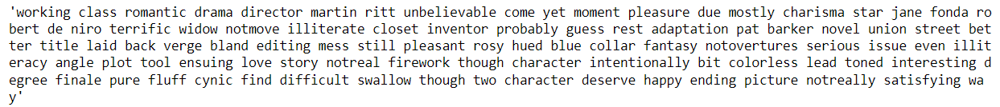 'working class romantic drama director martin ritt unbelievable come yet moment pleasure due mostly charisma star jane fonda ro
bert de niro terrific widow notmove illiterate closet inventor probably guess rest adaptation pat barker novel union street bet
ter title laid back verge bland editing mess still pleasant rosy hued blue collar fantasy notovertures serious issue even illit
eracy angle plot tool ensuing love story notreal firework though character intentionally bit colorless lead toned interesting d
egree finale pure fluff cynic find difficult swallow though two character deserve happy ending picture notreally satisfying wa
y'